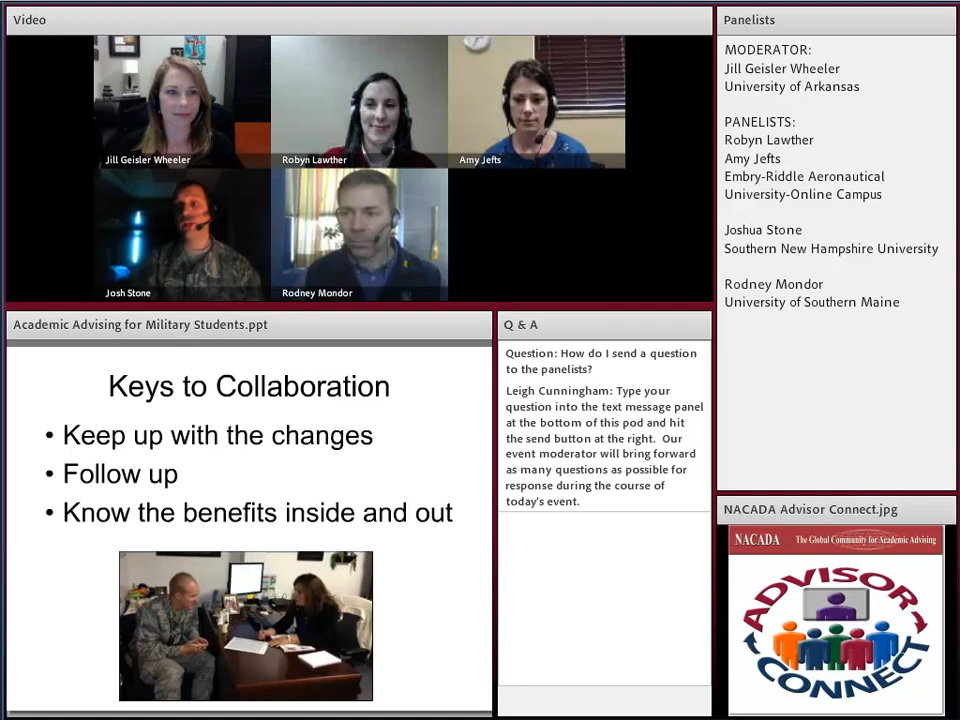 Video
Jill Geisler Wheeler
Robyn Lawther
Amy Jefts
Josh Stone
Rodney Mondor
Panelists
MODERATOR:
Jill Geisler Wheeler
University of Arkansas
PANELISTS:
Robyn Lawther
Amy Jefts
Embry-Riddle Aeronautical
University-Online Campus
Joshua Stone
Southern New Hampshire University
Rodney Mondor
University of Southern Maine
Academic Advising for Military Students.ppt
Keys to Collaboration
• Keep up with the changes
• Follow up
• Know the benefits inside and out
Q & A
Question: How do I send a question
to the panelists?
Leigh Cunningham: Type your
question into the text message panel
at the bottom of this pod and hit
the send button at the right.  Our
event moderator will bring forward
as many questions as possible for
response during the course of
today's event.
NACADA Advisor Connect.jpg
NACADA The Global Community for Academic Advising
ADVISOR
CONNECT